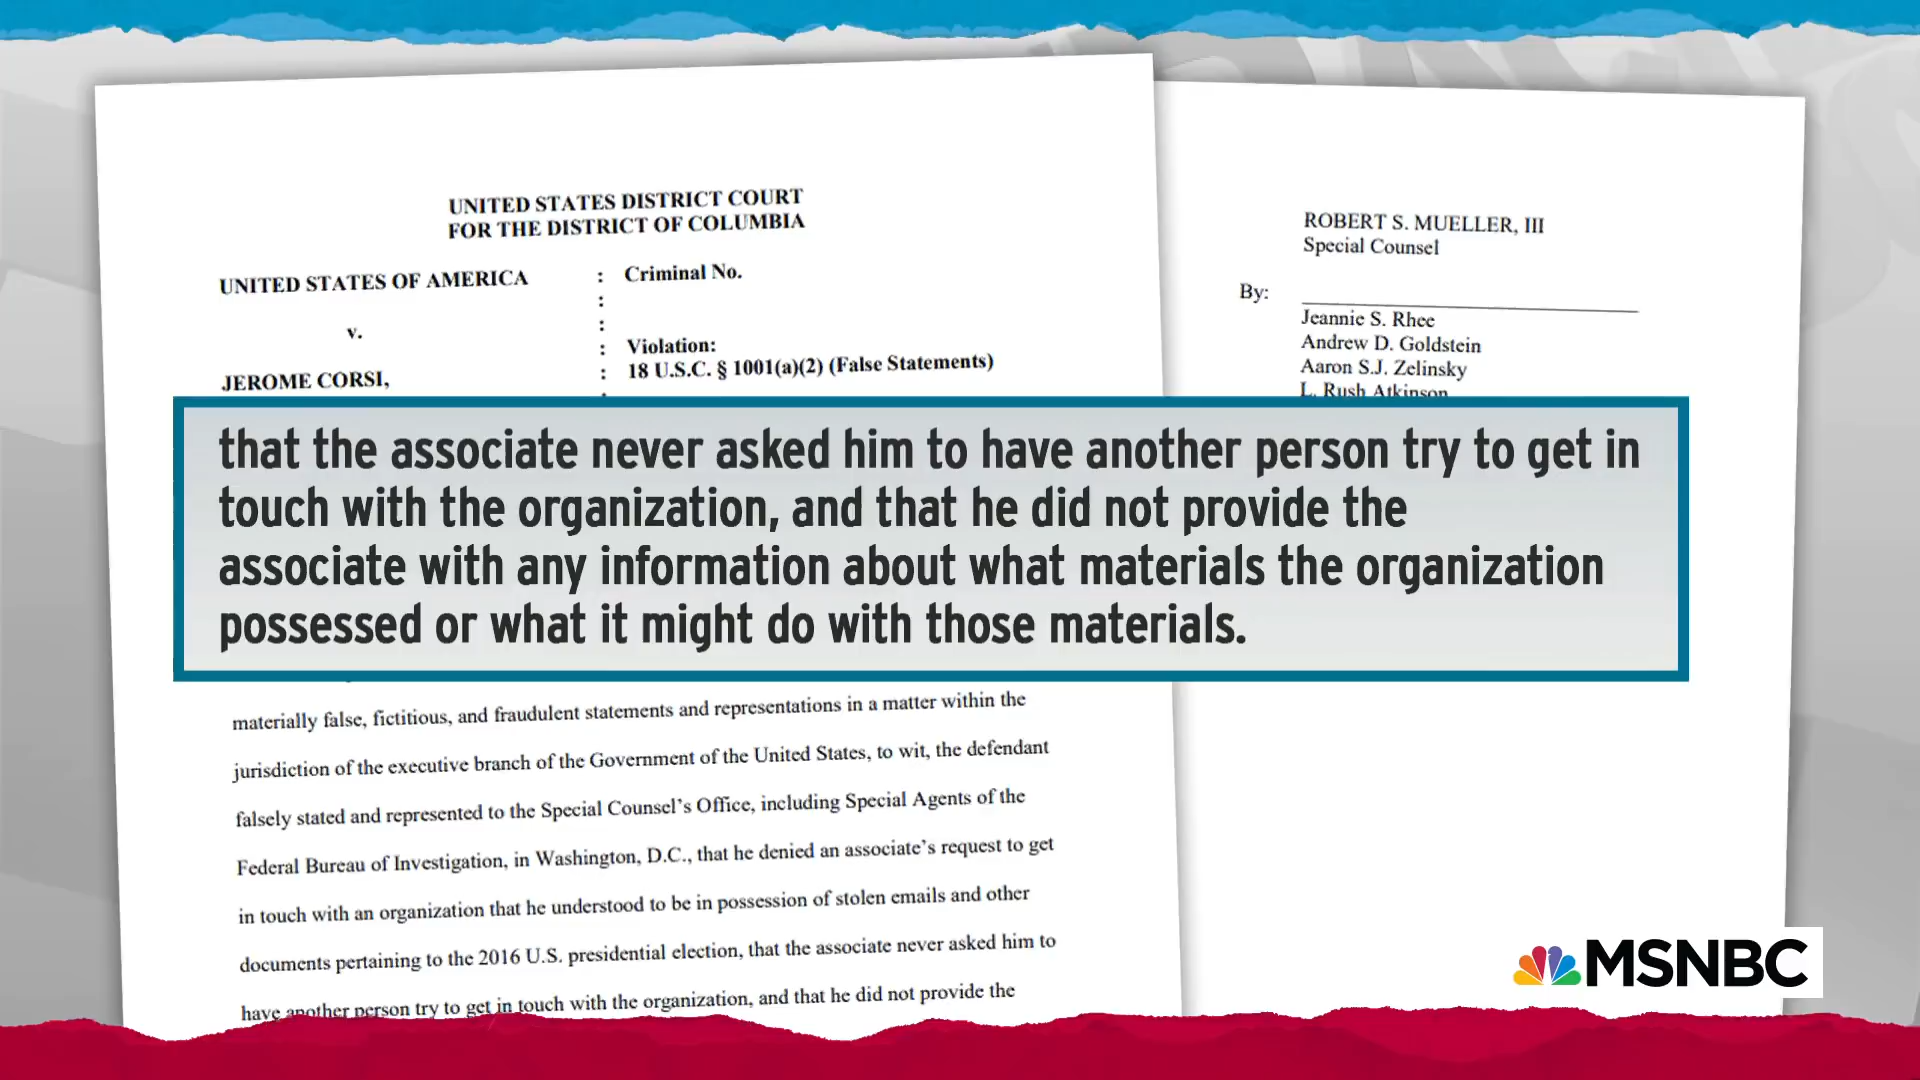 UNITED STATES DISTRICT COURT
FOR THE DISTRICT OF COLUMBIA
UNITED STATES OF AMERICA : Criminal No.
:
v. :
: Violation:
JEROME CORSI, : 18 U.S.C. § 1001(a)(2) (False Statements)
ROBERT S. MUELLER, III
Special Counsel
By:
Jeannie S. Rhee
Andrew D. Goldstein
Aaron S.J. Zelinsky
L. Rush Atkinson
that the associate never asked him to have another person try to get in
touch with the organization, and that he did not provide the
associate with any information about what materials the organization
possessed or what it might do with those materials.
materially false, fictitious, and fraudulent statements and representations in a matter within the
jurisdiction of the executive branch of the Government of the United States, to wit, the defendant
falsely stated and represented to the Special Counsel's Office, including Special Agents of the
Federal Bureau of Investigation, in Washington, D.C., that he denied an associate's request to get
in touch with an organization that he understood to be in possession of stolen emails and other
documents pertaining to the 2016 U.S. presidential election, that the associate never asked him to
have another person try to get in touch with the organization, and that he did not provide the
MSNBC